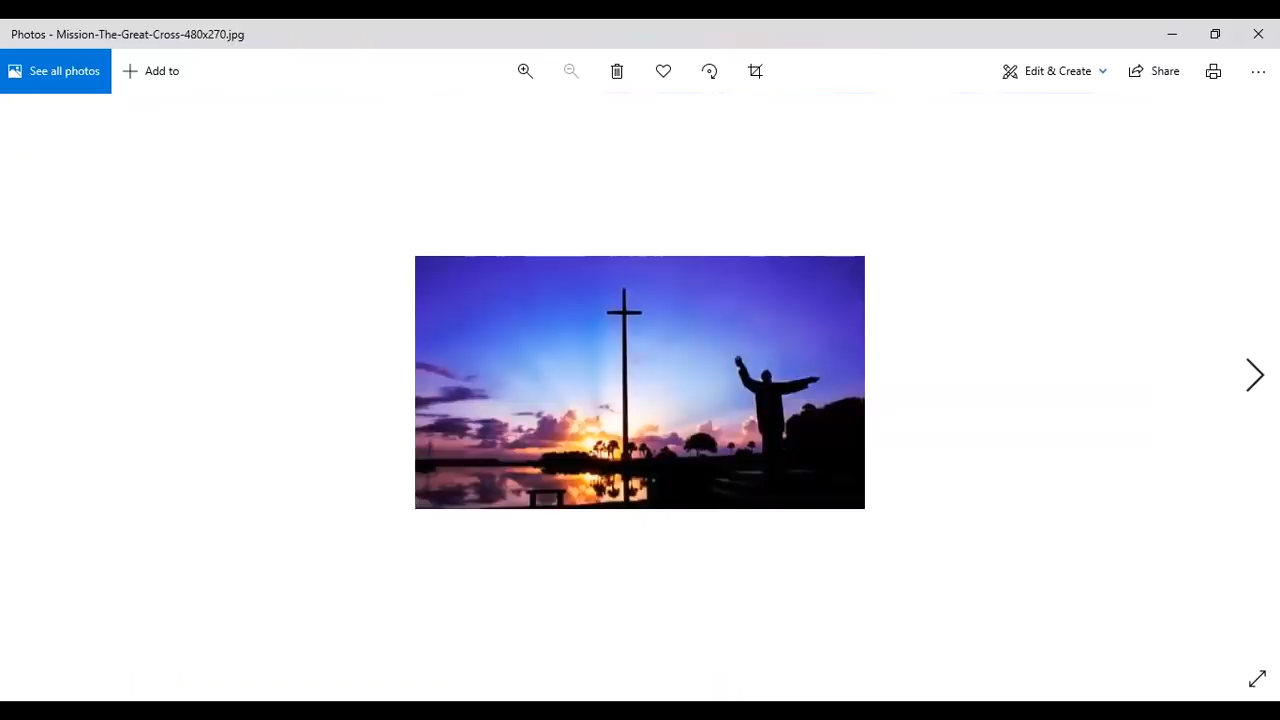 Photos - Mission-The-Great-Cross-480x270.jpg
See all photos
Add to
Edit & Create
Share